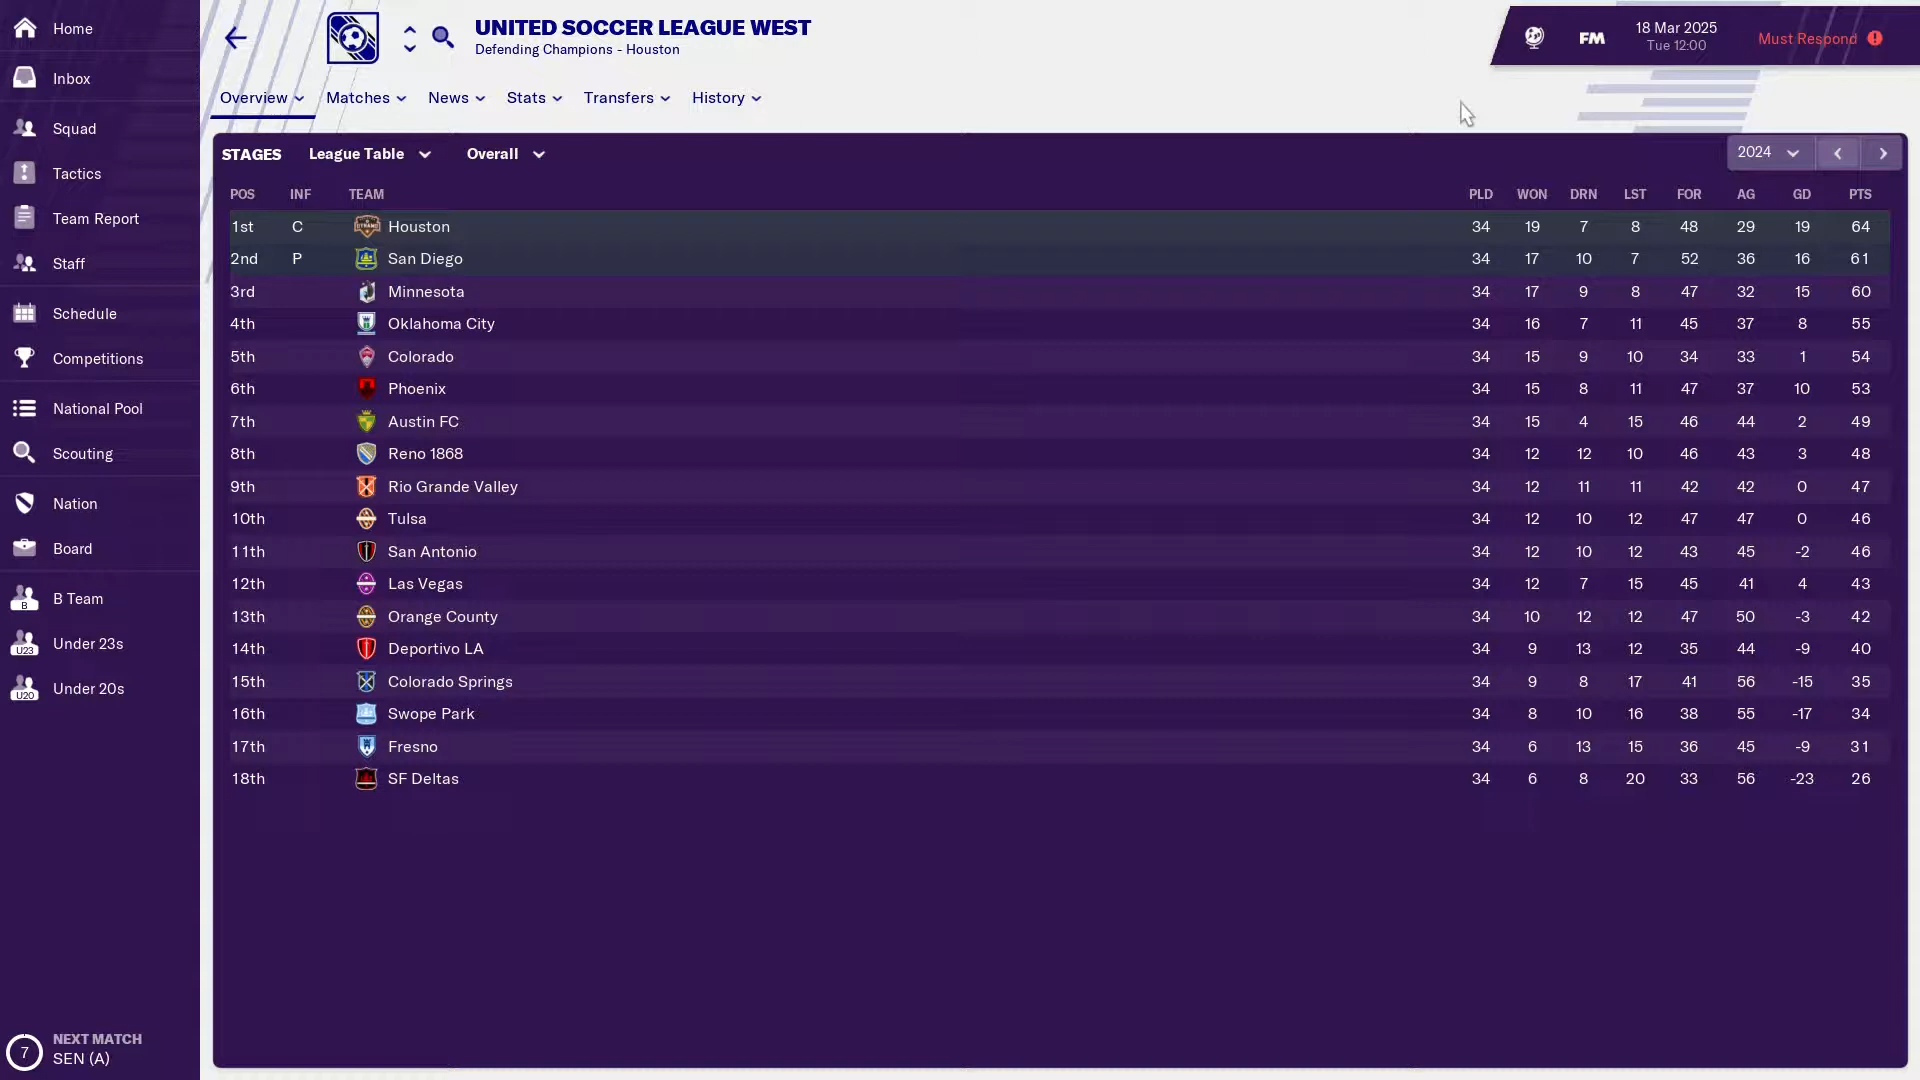 Home
Inbox
Squad
Tactics
Team Report
Staff
Schedule
Competitions
National Pool
Scouting
Nation
Board
B
B Team
U23
Under 23s
U20
Under 20s
7
NEXT MATCH
SEN (A)
UNITED SOCCER LEAGUE WEST
Defending Champions - Houston
FM
18 Mar 2025
Tue 12:00
Must Respond
Overview Matches News Stats Transfers History
STAGES League Table Overall 2024
POS INF TEAM PLD WON DRN LST FOR AG GD PTS
1st C Houston 34 19 7 8 48 29 19 64
2nd P San Diego 34 17 10 7 52 36 16 61
3rd Minnesota 34 17 9 8 47 32 15 60
4th Oklahoma City 34 16 7 11 45 37 8 55
5th Colorado 34 15 9 10 34 33 1 54
6th Phoenix 34 15 8 11 47 37 10 53
7th Austin FC 34 15 4 15 46 44 2 49
8th Reno 1868 34 12 12 10 46 43 3 48
9th Rio Grande Valley 34 12 11 11 42 42 0 47
10th Tulsa 34 12 10 12 47 47 0 46
11th San Antonio 34 12 10 12 43 45 -2 46
12th Las Vegas 34 12 7 15 45 41 4 43
13th Orange County 34 10 12 12 47 50 -3 42
14th Deportivo LA 34 9 13 12 35 44 -9 40
15th Colorado Springs 34 9 8 17 41 56 -15 35
16th Swope Park 34 8 10 16 38 55 -17 34
17th Fresno 34 6 13 15 36 45 -9 31
18th SF Deltas 34 6 8 20 33 56 -23 26